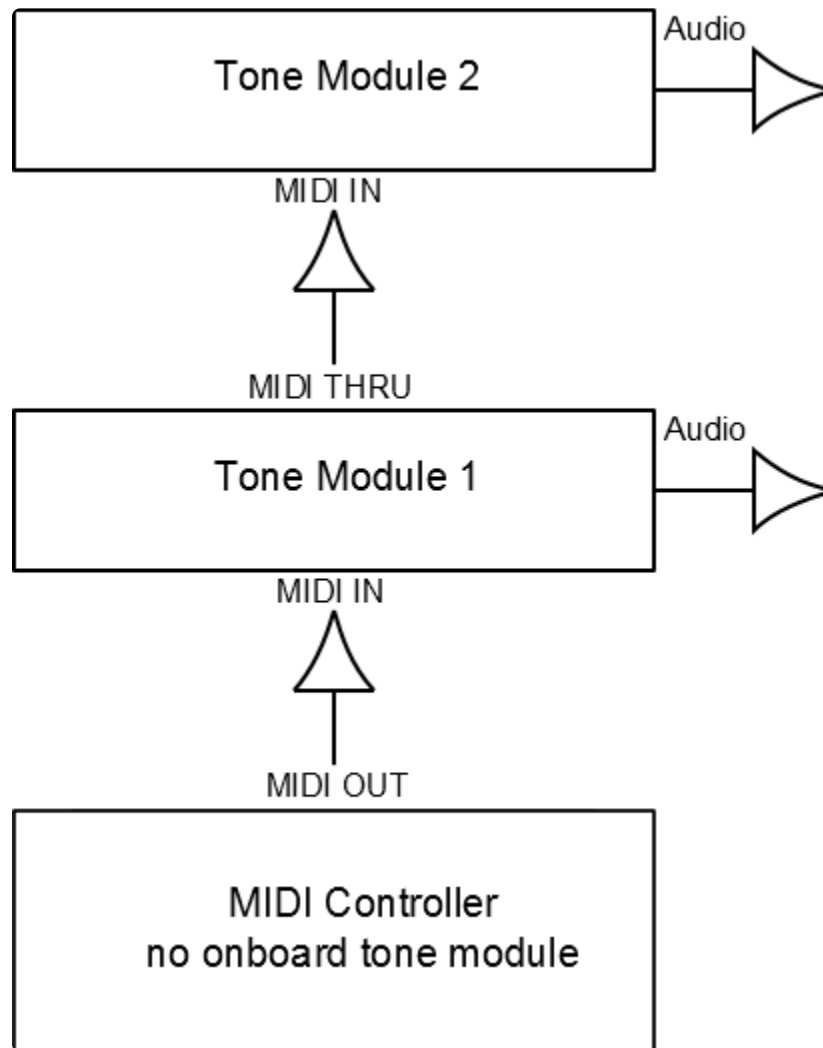 Audio
Tone Module 2
MIDI IN
MIDI THRU
Audio
Tone Module 1
MIDI IN
MIDI OUT
MIDI Controller
no onboard tone module